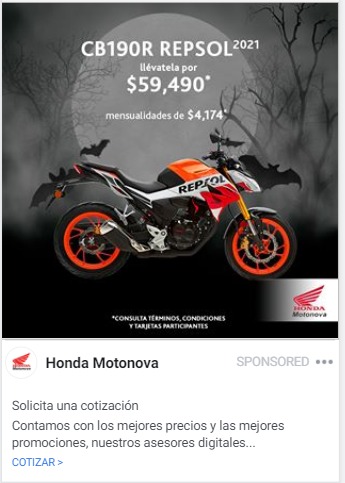 CB190R REPSOL2021
llévatela por
$59,490*
mensualidades de $4,174*
REPSOL
*CONSULTA TÉRMINOS, CONDICIONES
Y TARJETAS PARTICIPANTES
HONDA
Motonova
Honda Motonova
SPONSORED
Solicita una cotización
Contamos con los mejores precios y las mejores
promociones, nuestros asesores digitales...
COTIZAR >